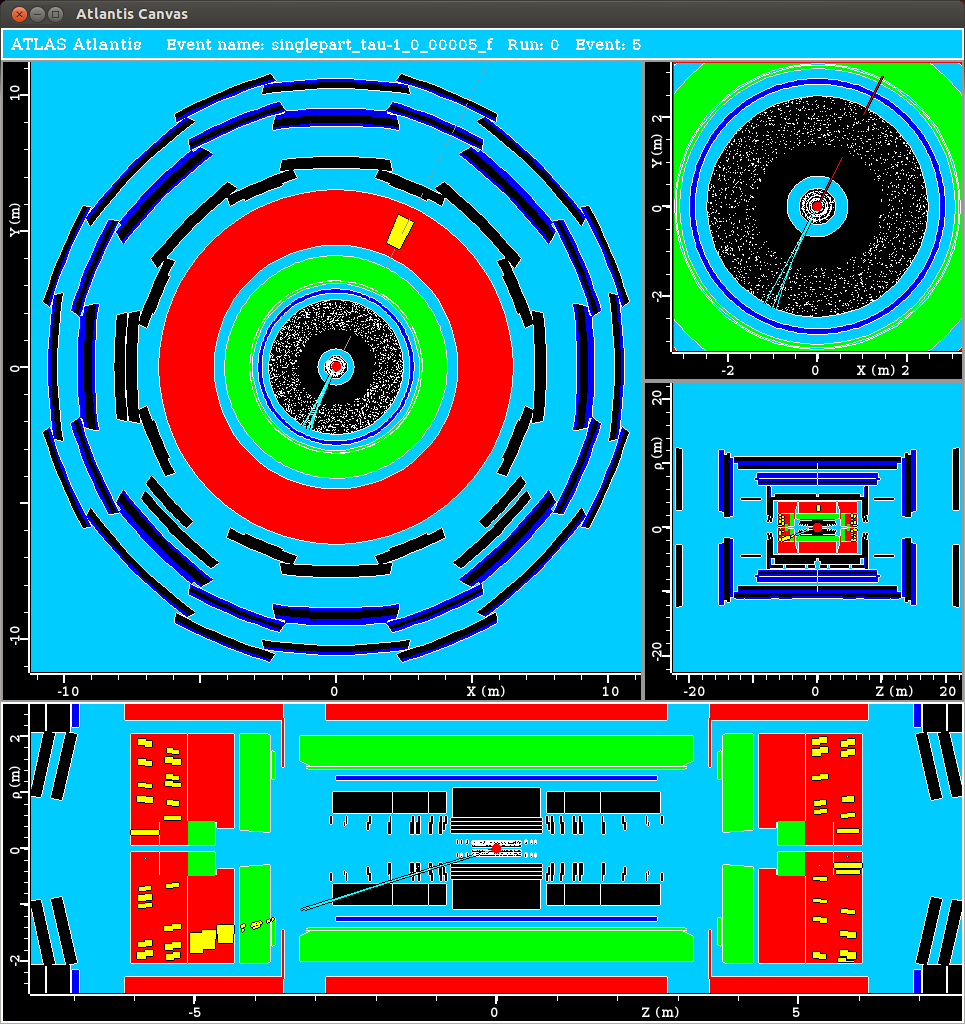 Atlantis Canvas
ATLAS Atlantis Event name: singlepart_tau-1_0_00005_f Run: 0 Event: 5
10
Y (m)
0
-10
-10 0 X (m) 10
2
Y (m)
0
-2
-2 0 X (m) 2
20
ρ (m)
0
-20
-20 0 Z (m) 20
2
ρ (m)
0
-2
-5 0 Z (m) 5